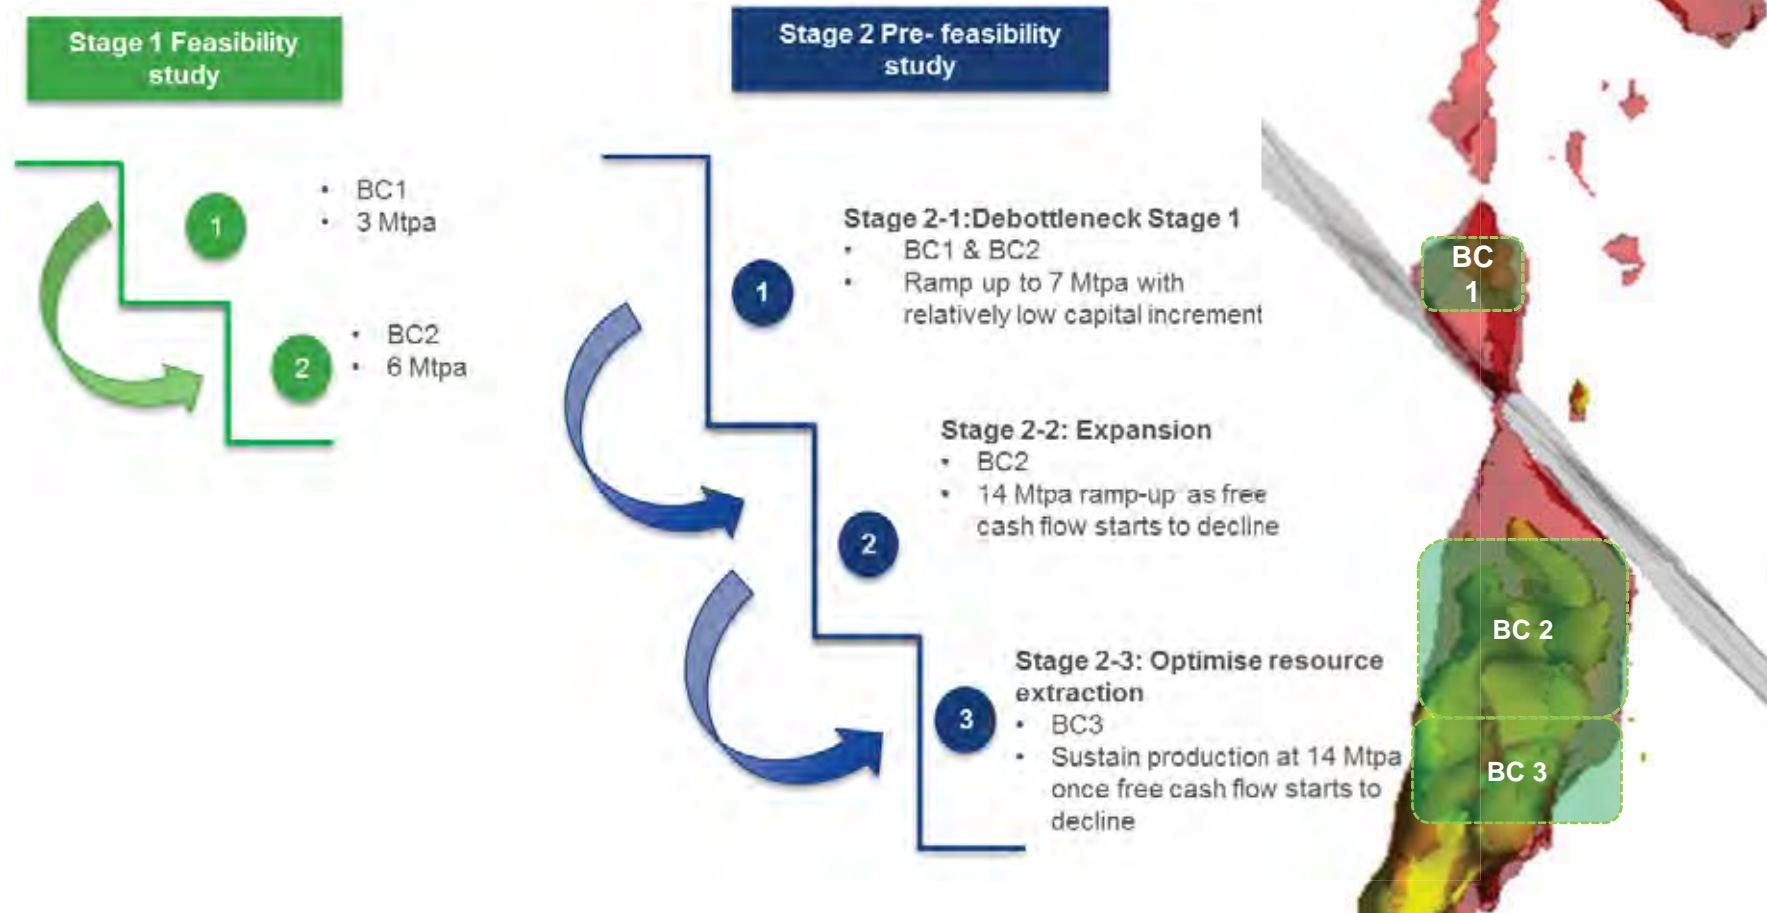 Stage 1 Feasibility
study
1
• BC1
• 3 Mtpa
2
• BC2
• 6 Mtpa
Stage 2 Pre- feasibility
study
1
Stage 2-1:Debottleneck Stage 1
• BC1 & BC2
• Ramp up to 7 Mtpa with
relatively low capital increment
2
Stage 2-2: Expansion
• BC2
• 14 Mtpa ramp-up as free
cash flow starts to decline
3
Stage 2-3: Optimise resource
extraction
• BC3
• Sustain production at 14 Mtpa
once free cash flow starts to
decline
BC
1
BC 2
BC 3